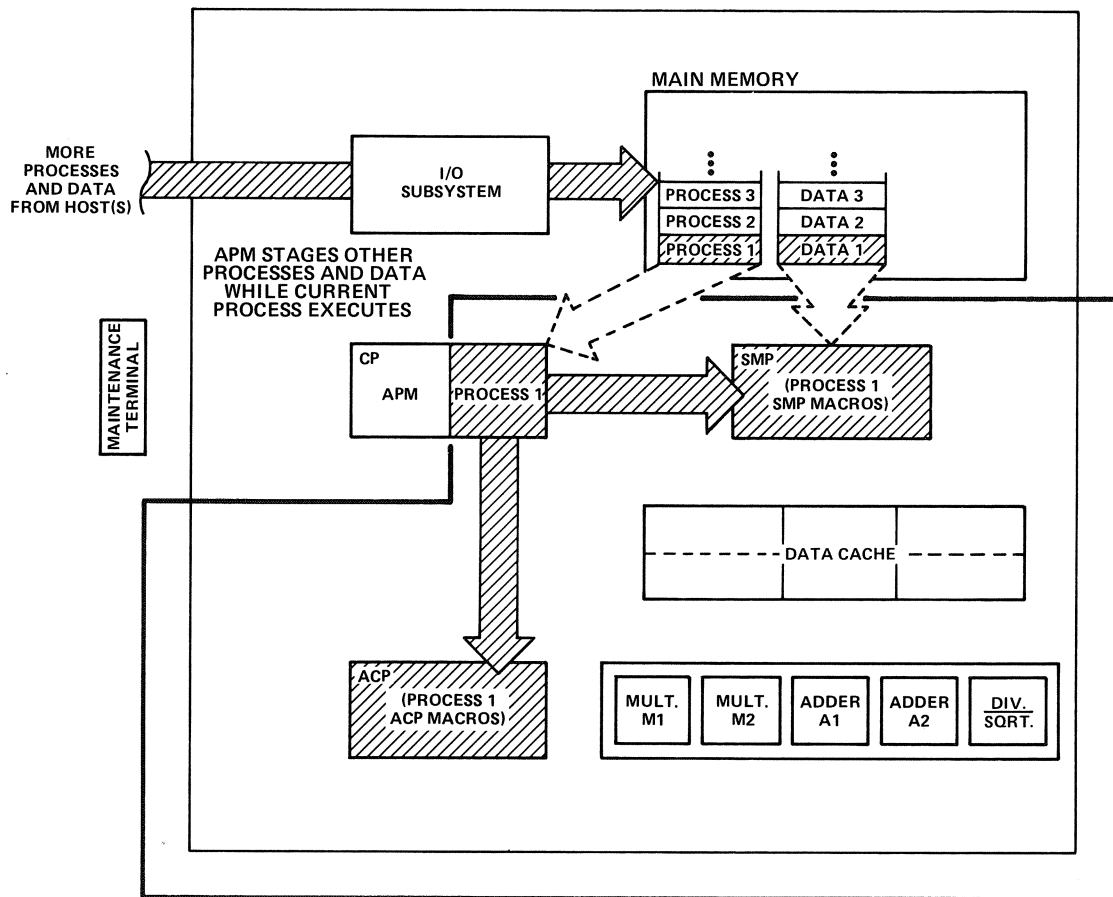 MAIN MEMORY
MORE
PROCESSES
AND DATA
FROM HOST(S)
I/O
SUBSYSTEM
PROCESS 3
PROCESS 2
PROCESS 1
DATA 3
DATA 2
DATA 1
APM STAGES OTHER
PROCESSES AND DATA
WHILE CURRENT
PROCESS EXECUTES
MAINTENANCE
TERMINAL
CP
APM
PROCESS 1
SMP
(PROCESS 1
SMP MACROS)
DATA CACHE
ACP
(PROCESS 1
ACP MACROS)
MULT.
M1
MULT.
M2
ADDER
A1
ADDER
A2
DIV.
SQRT.